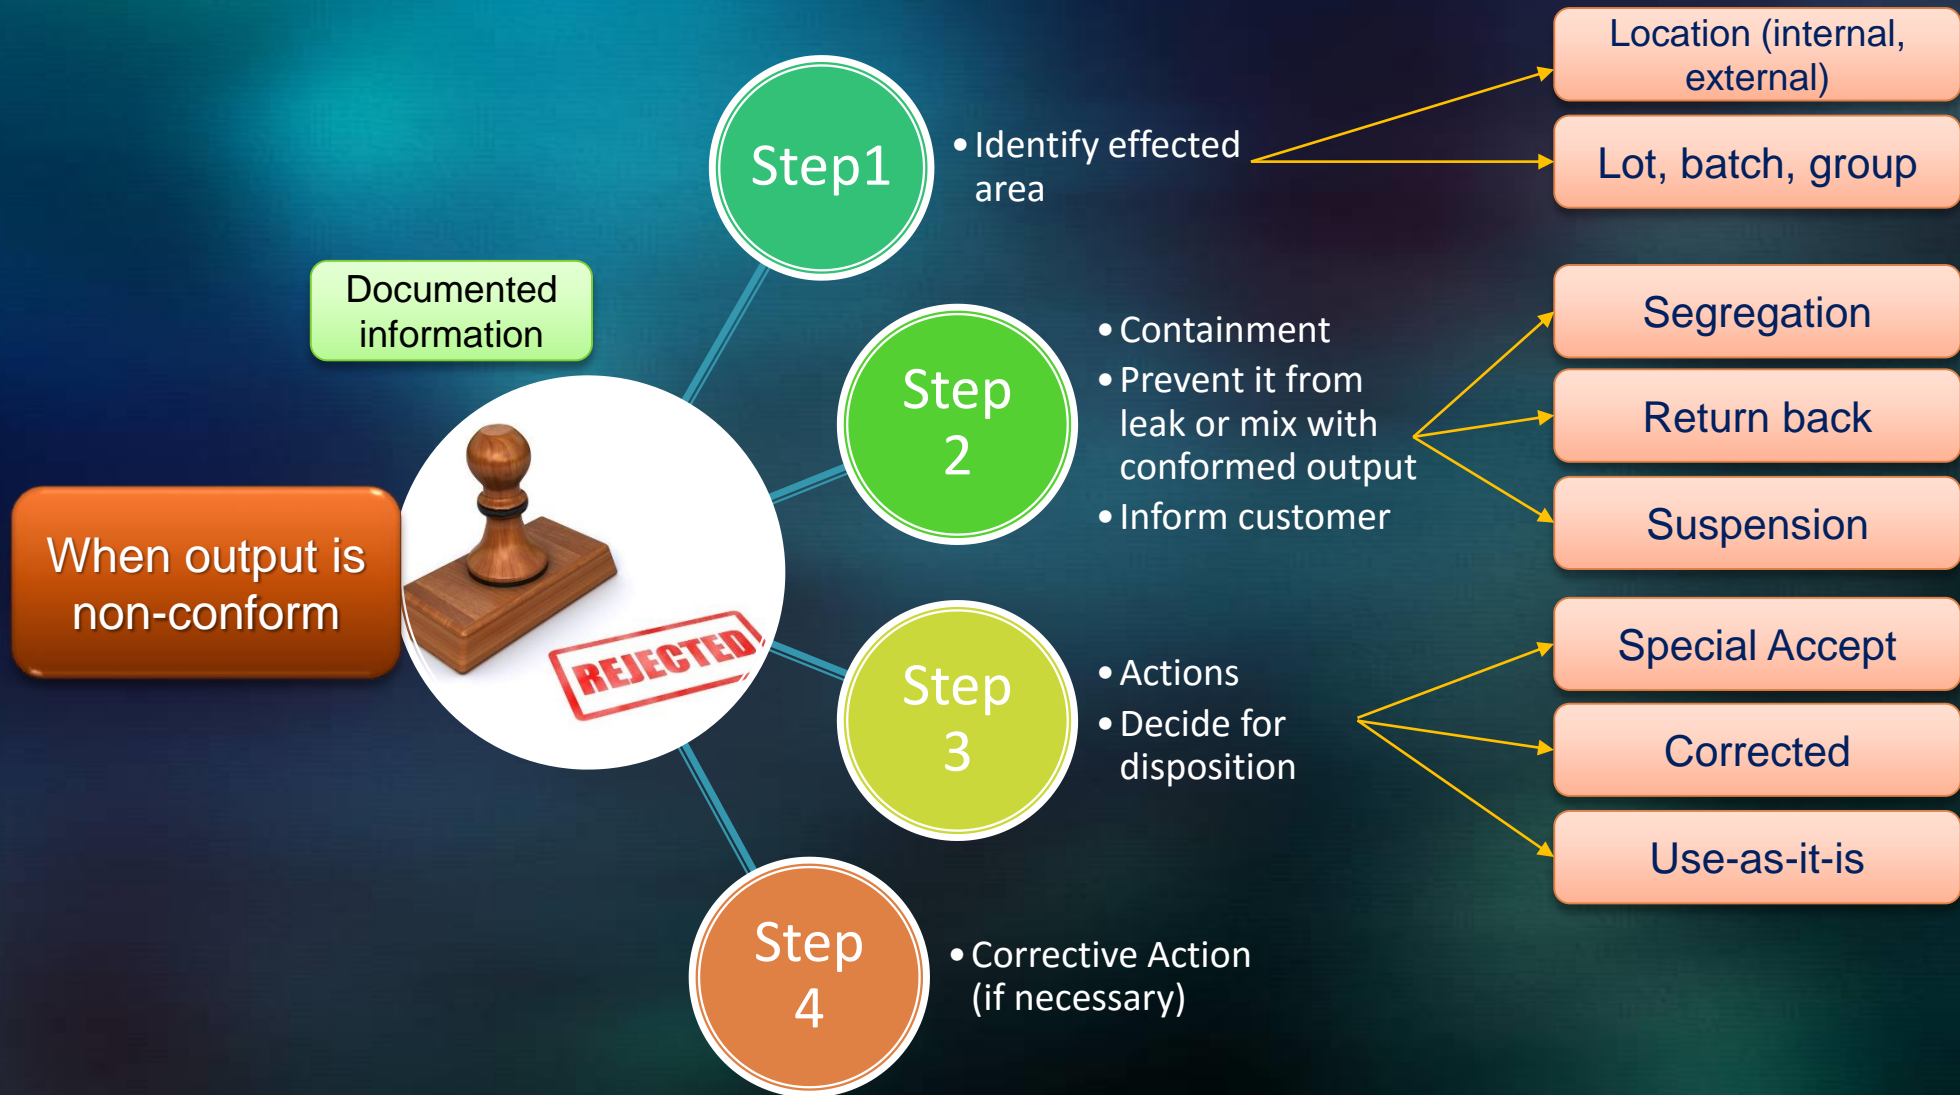 When output is
non-conform
Documented
information
REJECTED
Step1
• Identify effected
area
Location (internal,
external)
Lot, batch, group
Step
2
• Containment
• Prevent it from
leak or mix with
conformed output
• Inform customer
Segregation
Return back
Suspension
Step
3
• Actions
• Decide for
disposition
Special Accept
Corrected
Use-as-it-is
Step
4
• Corrective Action
(if necessary)